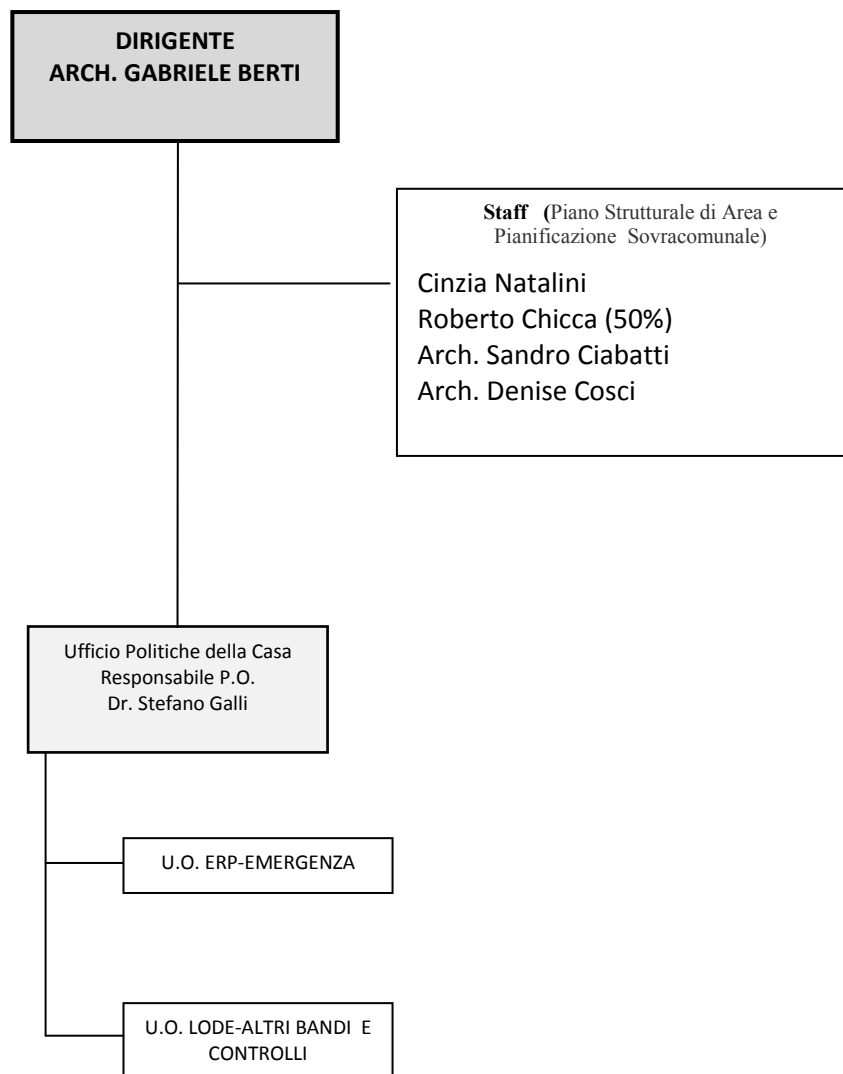 DIRIGENTE
ARCH. GABRIELE BERTI
Staff (Piano Strutturale di Area e
Pianificazione Sovracomunale)
Cinzia Natalini
Roberto Chicca (50%)
Arch. Sandro Ciabatti
Arch. Denise Cosci
Ufficio Politiche della Casa
Responsabile P.O.
Dr. Stefano Galli
U.O. ERP-EMERGENZA
U.O. LODE-ALTRI BANDI E
CONTROLLI